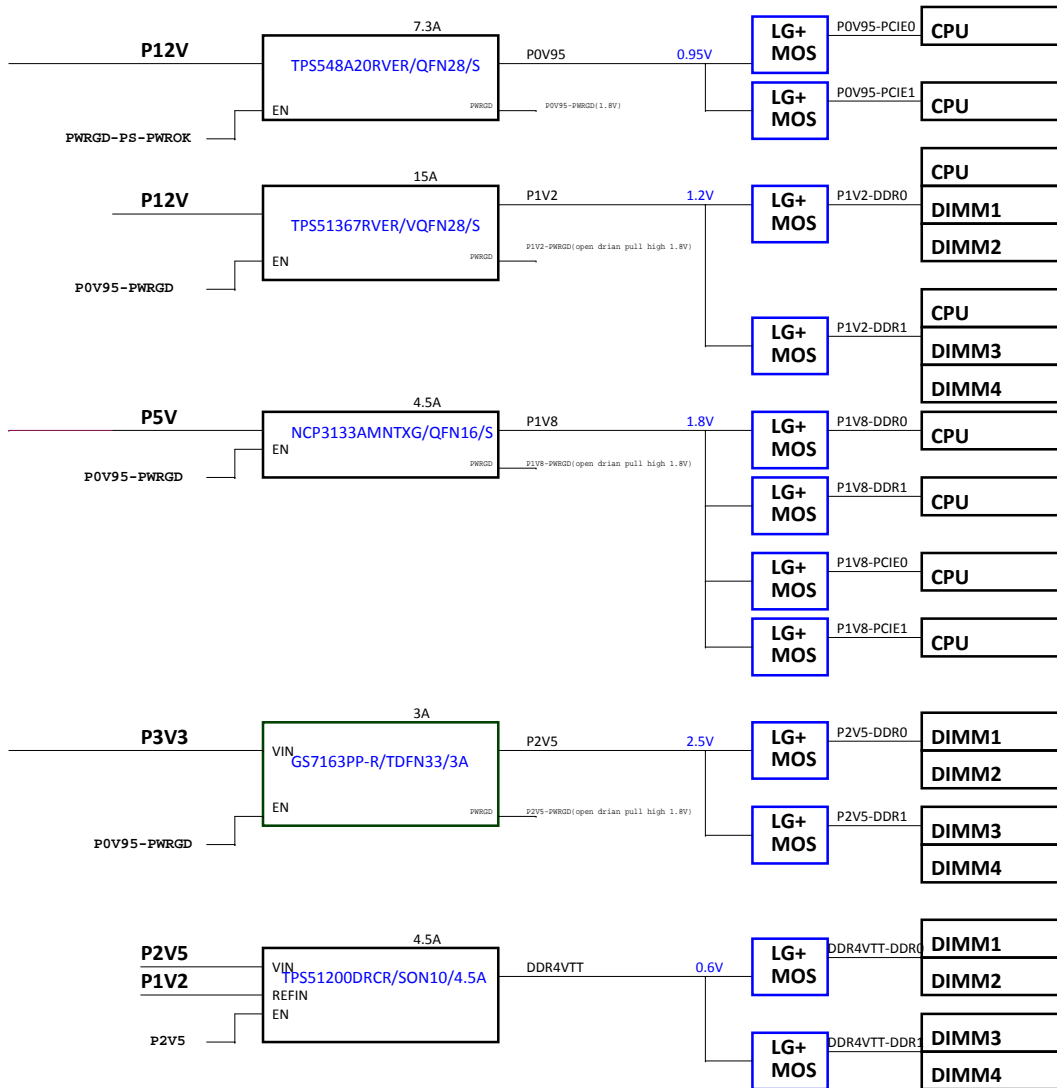 7.3A
P12V
TPS548A20RVER/QFN28/S
EN
PWRGD
PWRGD-PS-PWROK
P0V95
0.95V
P0V95-PWRGD(1.8V)
LG+
MOS
P0V95-PCIE0
CPU
LG+
MOS
P0V95-PCIE1
CPU
15A
P12V
TPS51367RVER/VQFN28/S
EN
PWRGD
P0V95-PWRGD
P1V2
1.2V
P1V2-PWRGD(open drian pull high 1.8V)
LG+
MOS
P1V2-DDR0
CPU
DIMM1
DIMM2
LG+
MOS
P1V2-DDR1
CPU
DIMM3
DIMM4
4.5A
P5V
NCP3133AMNTXG/QFN16/S
EN
PWRGD
P0V95-PWRGD
P1V8
1.8V
P1V8-PWRGD(open drian pull high 1.8V)
LG+
MOS
P1V8-DDR0
CPU
LG+
MOS
P1V8-DDR1
CPU
LG+
MOS
P1V8-PCIE0
CPU
LG+
MOS
P1V8-PCIE1
CPU
3A
P3V3
VIN
GS7163PP-R/TDFN33/3A
EN
PWRGD
P0V95-PWRGD
P2V5
2.5V
P2V5-PWRGD(open drian pull high 1.8V)
LG+
MOS
P2V5-DDR0
DIMM1
DIMM2
LG+
MOS
P2V5-DDR1
DIMM3
DIMM4
4.5A
P2V5
VIN
TPS51200DRCR/SON10/4.5A
P1V2
REFIN
EN
P2V5
DDR4VTT
0.6V
LG+
MOS
DDR4VTT-DDR0
DIMM1
DIMM2
LG+
MOS
DDR4VTT-DDR1
DIMM3
DIMM4